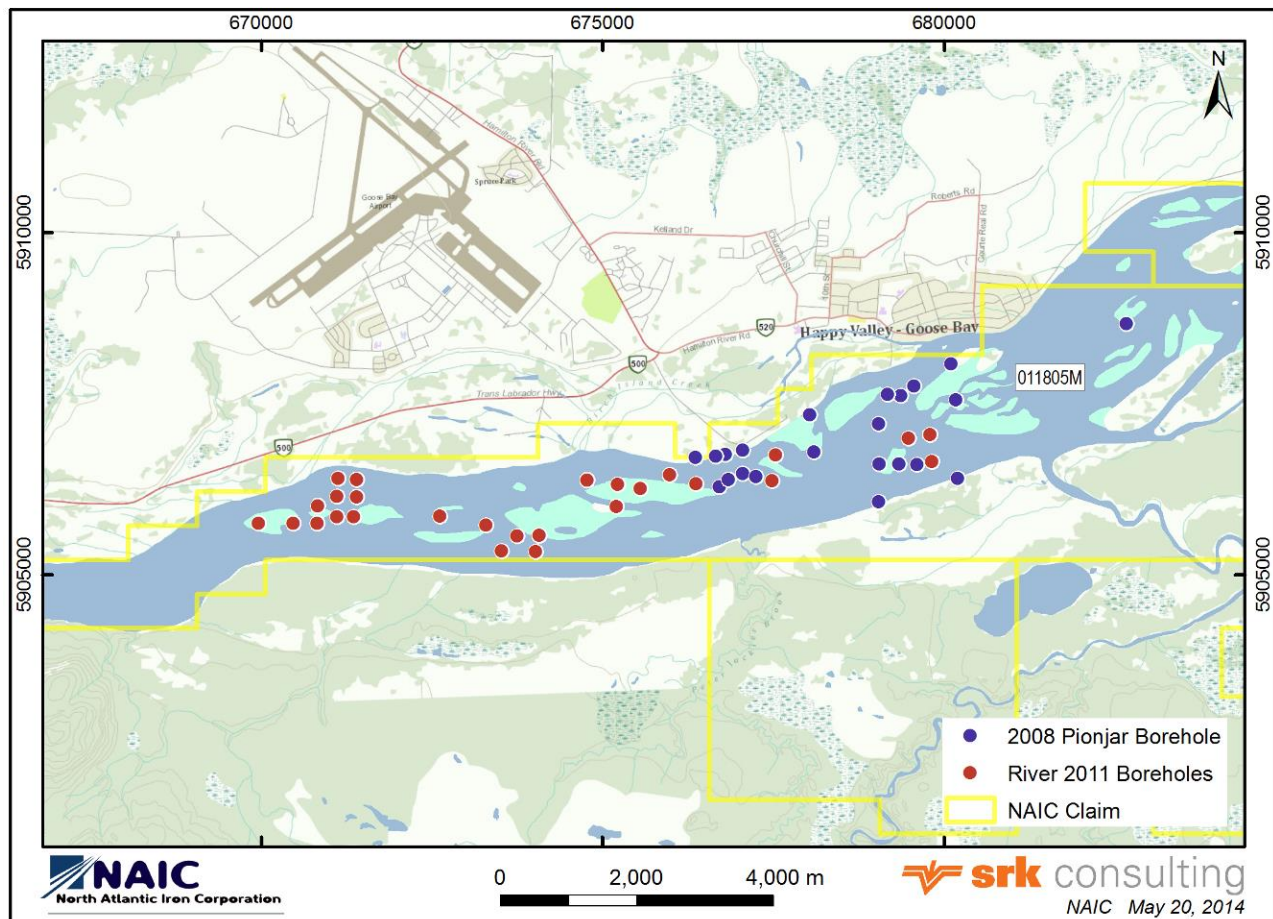 670000 675000 680000
N
Hamilton River Rd
Spruce Park
Goose Bay
Airport
Roberts Rd
Kelland Dr
Churchill St
5910000
5910000
520
Happy Valley - Goose Bay
Hamilton River Rd
500
011805M
Trans Labrador Hwy
500
5905000
5905000
2008 Pionjar Borehole
River 2011 Boreholes
NAIC Claim
NAIC
North Atlantic Iron Corporation
0 2,000 4,000 m
srk consulting
NAIC May 20, 2014